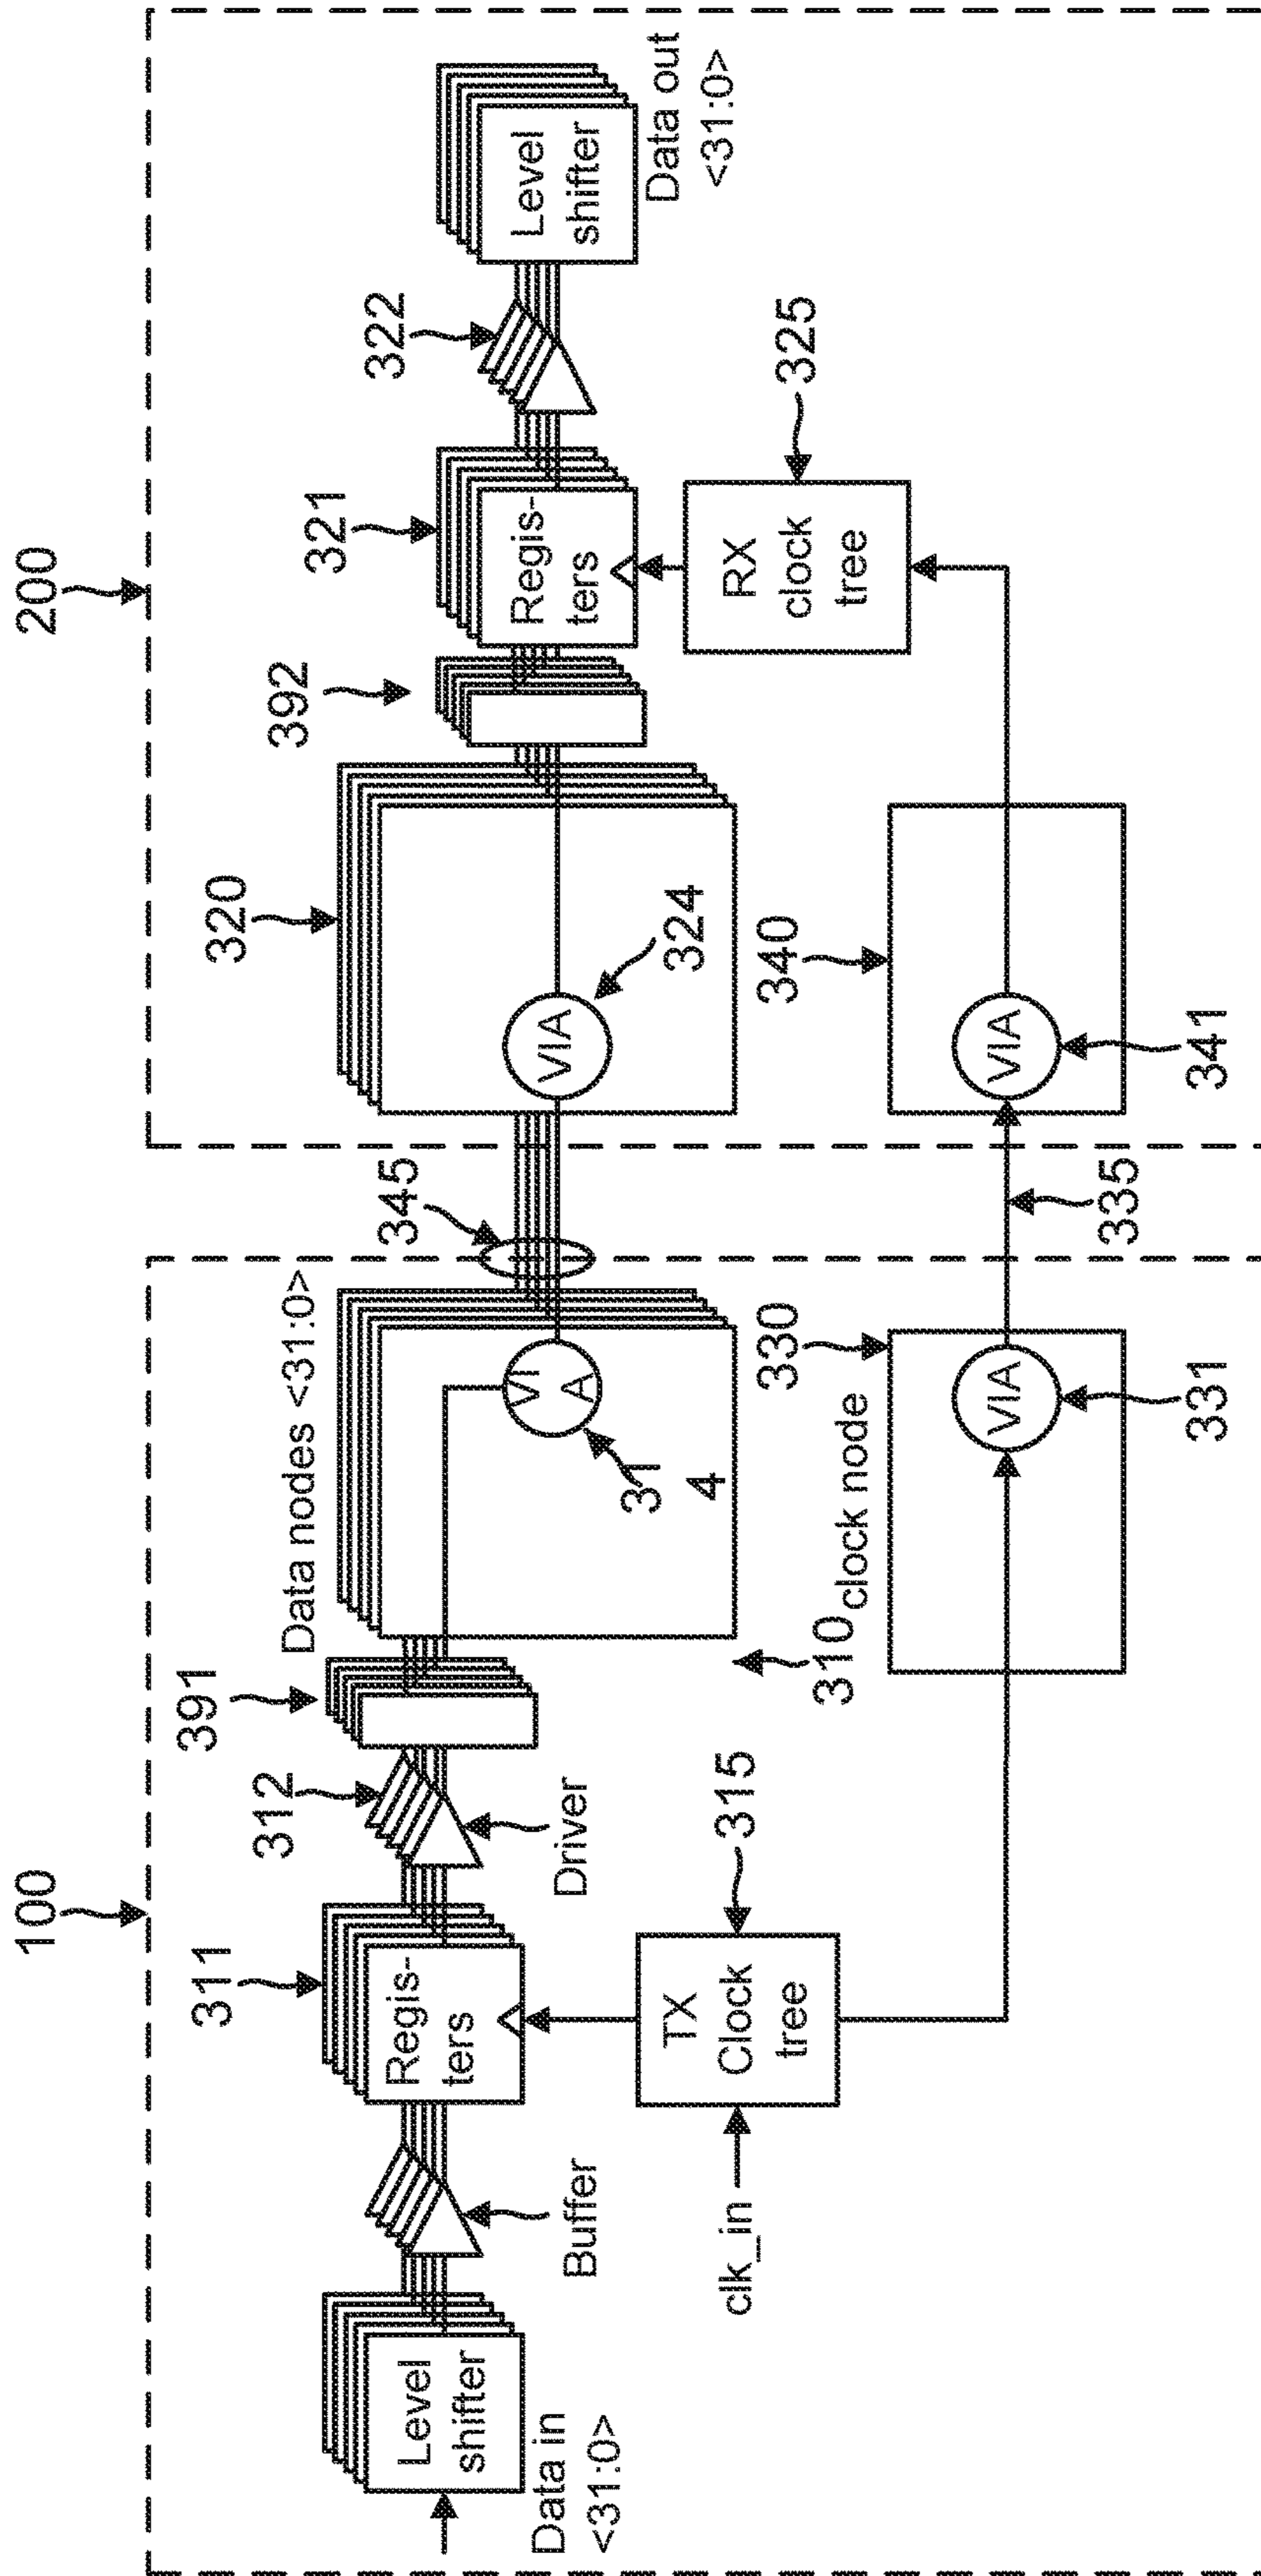 100
200
Data in
<31:0>
Level
shifter
Buffer
311
Regis-
ters
312
Driver
391
Data nodes <31:0>
VI
A
31
4
310
345
320
VIA
324
392
321
Regis-
ters
322
Level
shifter
Data out
<31:0>
clk_in
TX
Clock
tree
315
clock node
330
VIA
331
335
340
VIA
341
RX
clock
tree
325